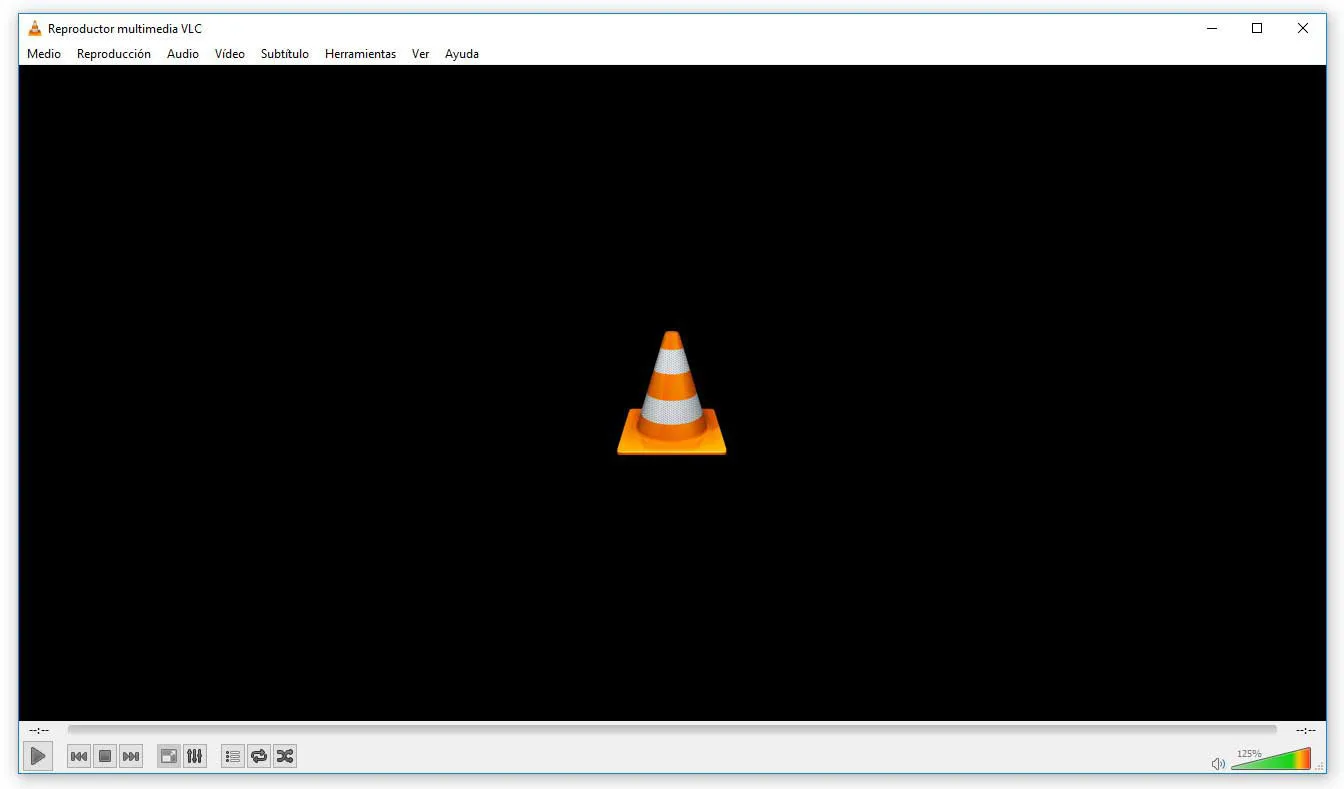 Reproductor multimedia VLC
Medio Reproducción Audio Vídeo Subtítulo Herramientas Ver Ayuda
--:-- --:--
125%